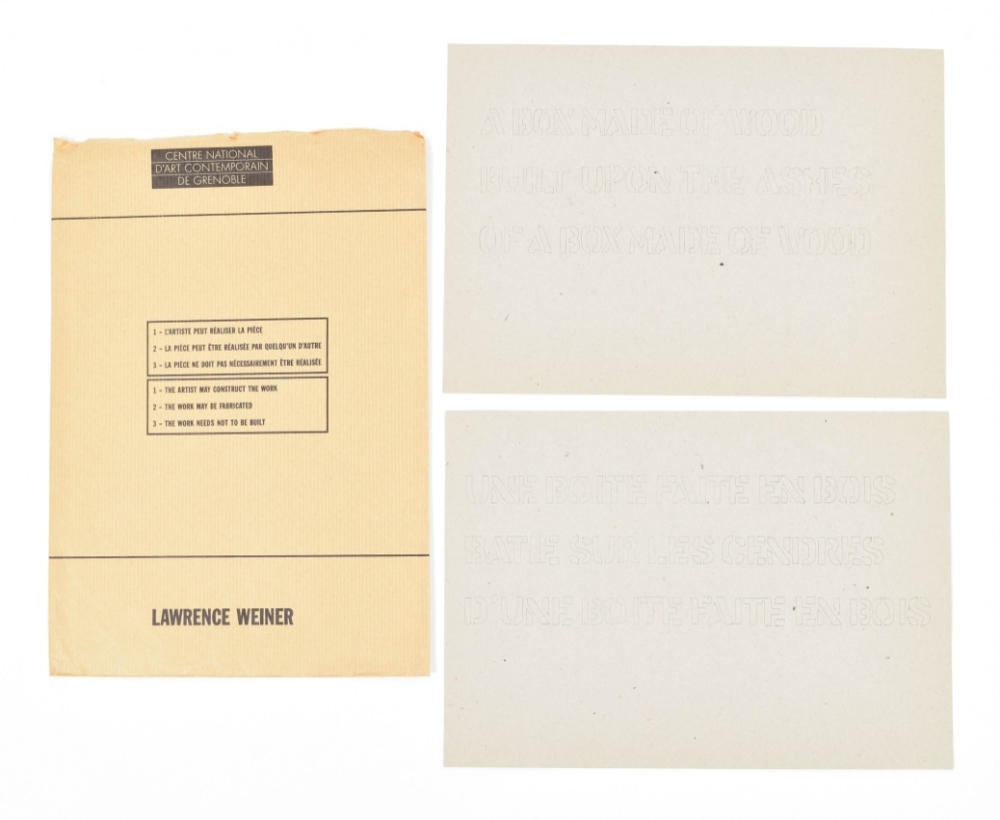 CENTRE NATIONAL
D'ART CONTEMPORAIN
DE GRENOBLE
1 - L'ARTISTE PEUT RÉALISER LA PIÈCE
2 - LA PIÈCE PEUT ÊTRE RÉALISÉE PAR QUELQU'UN D'AUTRE
3 - LA PIÈCE NE DOIT PAS NÉCESSAIREMENT ÊTRE RÉALISÉE
1 - THE ARTIST MAY CONSTRUCT THE WORK
2 - THE WORK MAY BE FABRICATED
3 - THE WORK NEEDS NOT TO BE BUILT
LAWRENCE WEINER
A BOX MADE OF WOOD
BUILT UPON THE ASHES
OF A BOX MADE OF WOOD
UNE BOITE FAITE EN BOIS
BATIE SUR LES CENDRES
D'UNE BOITE FAITE EN BOIS